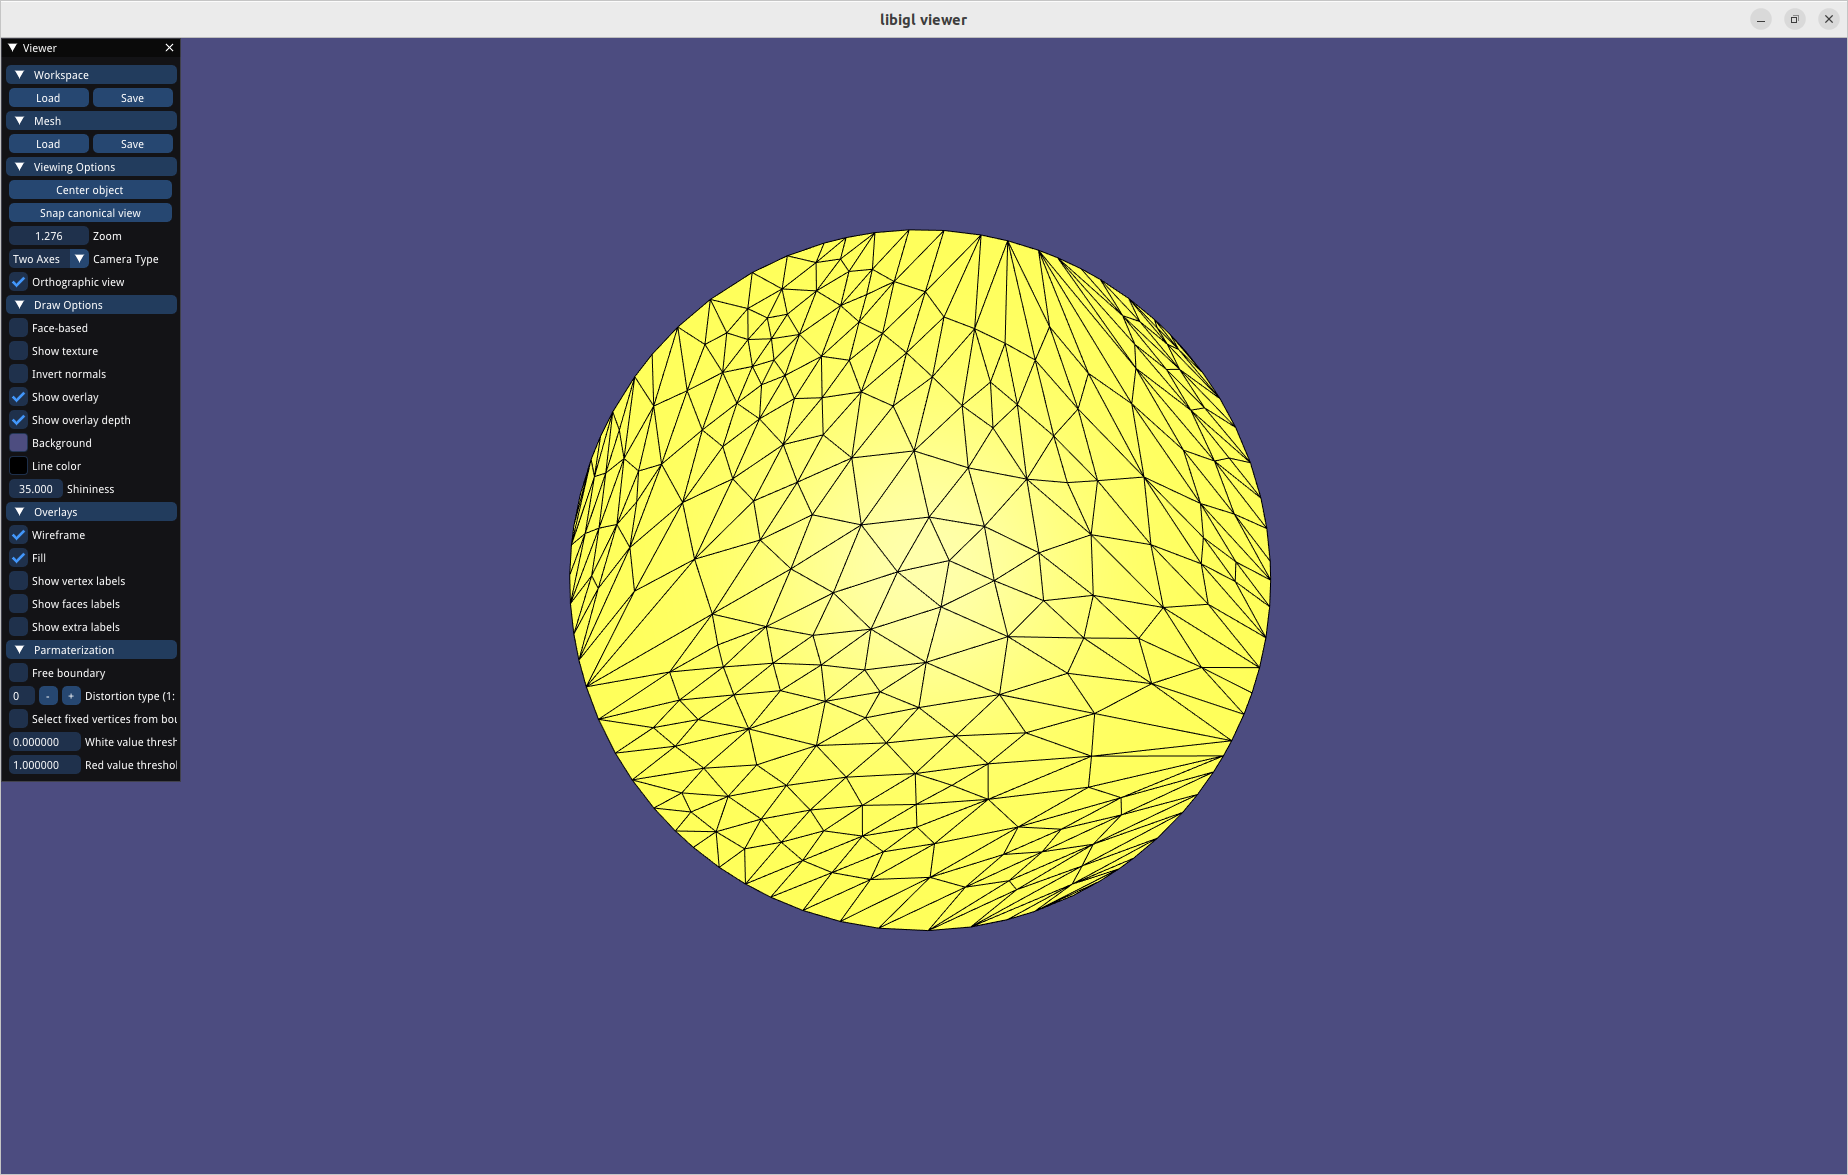 libigl viewer
Viewer
Workspace
Load Save
Mesh
Load Save
Viewing Options
Center object
Snap canonical view
1.276 Zoom
Two Axes Camera Type
Orthographic view
Draw Options
Face-based
Show texture
Invert normals
Show overlay
Show overlay depth
Background
Line color
35.000 Shininess
Overlays
Wireframe
Fill
Show vertex labels
Show faces labels
Show extra labels
Parmaterization
Free boundary
0 - + Distortion type (1:
Select fixed vertices from bou
0.000000 White value thresh
1.000000 Red value threshol